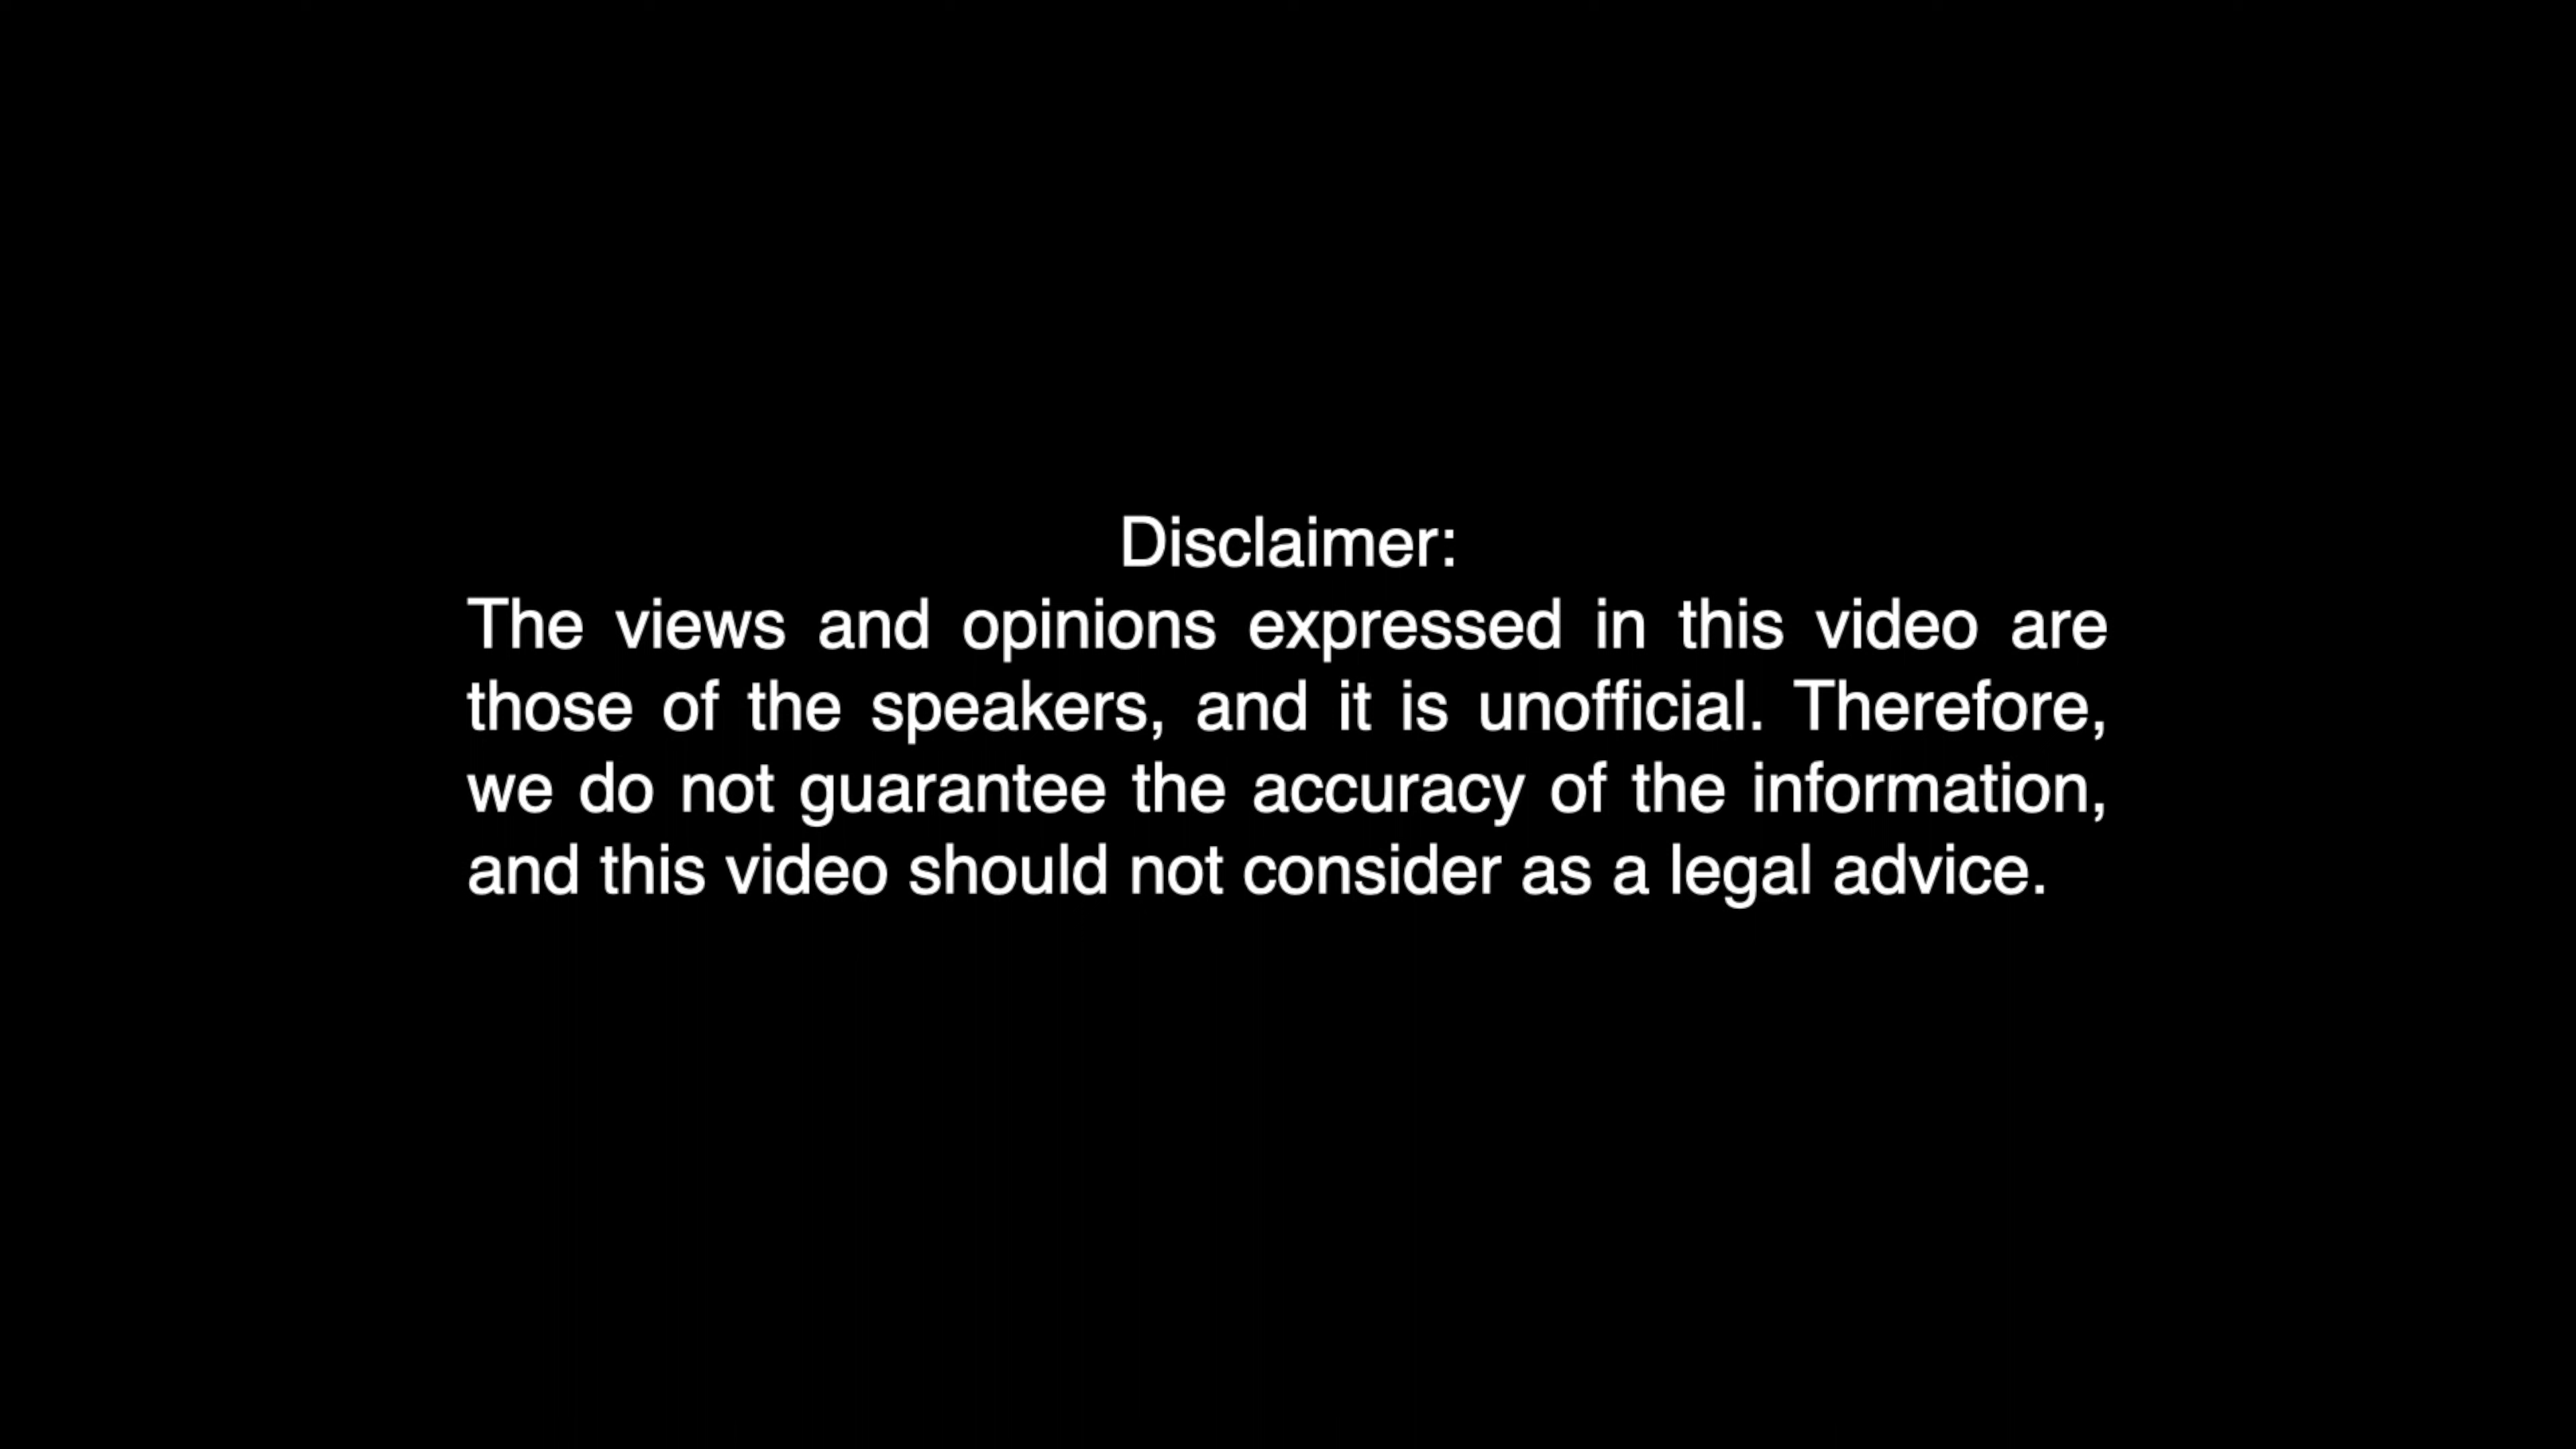 Disclaimer:
The views and opinions expressed in this video are
those of the speakers, and it is unofficial. Therefore,
we do not guarantee the accuracy of the information,
and this video should not consider as a legal advice.